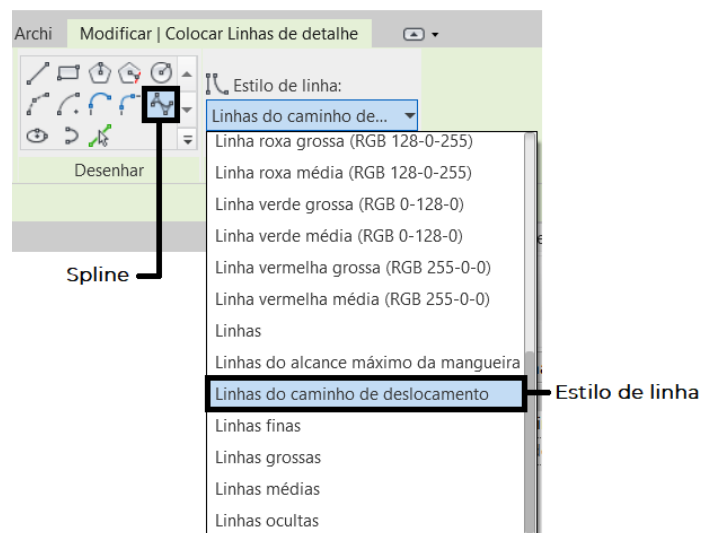 Archi Modificar | Colocar Linhas de detalhe
Estilo de linha:
Linhas do caminho de...
Desenhar
Linha roxa grossa (RGB 128-0-255)
Linha roxa média (RGB 128-0-255)
Linha verde grossa (RGB 0-128-0)
Linha verde média (RGB 0-128-0)
Linha vermelha grossa (RGB 255-0-0)
Linha vermelha média (RGB 255-0-0)
Linhas
Linhas do alcance máximo da mangueira
Linhas do caminho de deslocamento
Linhas finas
Linhas grossas
Linhas médias
Linhas ocultas
Spline
Estilo de linha